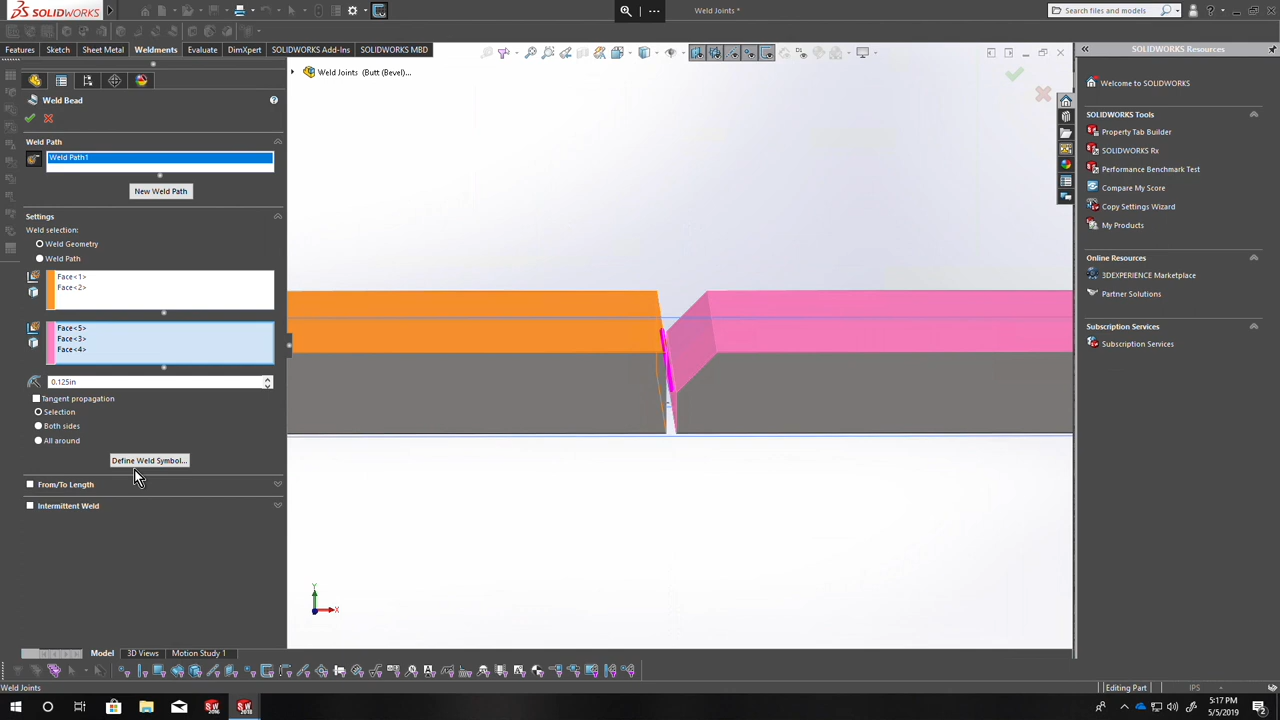 SOLIDWORKS
Weld Joints *
Search files and models
Features
Sketch
Sheet Metal
Weldments
Evaluate
DimXpert
SOLIDWORKS Add-Ins
SOLIDWORKS MBD
SOLIDWORKS Resources
Weld Joints (Butt (Bevel)...
Weld Bead
Weld Path
Weld Path1
New Weld Path
Settings
Weld selection:
Weld Geometry
Weld Path
Face<1>
Face<2>
Face<5>
Face<3>
Face<4>
0.125in
Tangent propagation
Selection
Both sides
All around
Define Weld Symbol...
From/To Length
Intermittent Weld
Y
X
Welcome to SOLIDWORKS
SOLIDWORKS Tools
Property Tab Builder
SOLIDWORKS Rx
Performance Benchmark Test
Compare My Score
Copy Settings Wizard
My Products
Online Resources
3DEXPERIENCE Marketplace
Partner Solutions
Subscription Services
Subscription Services
Model
3D Views
Motion Study 1
Weld Joints
Editing Part
IPS
5:17 PM
5/5/2019